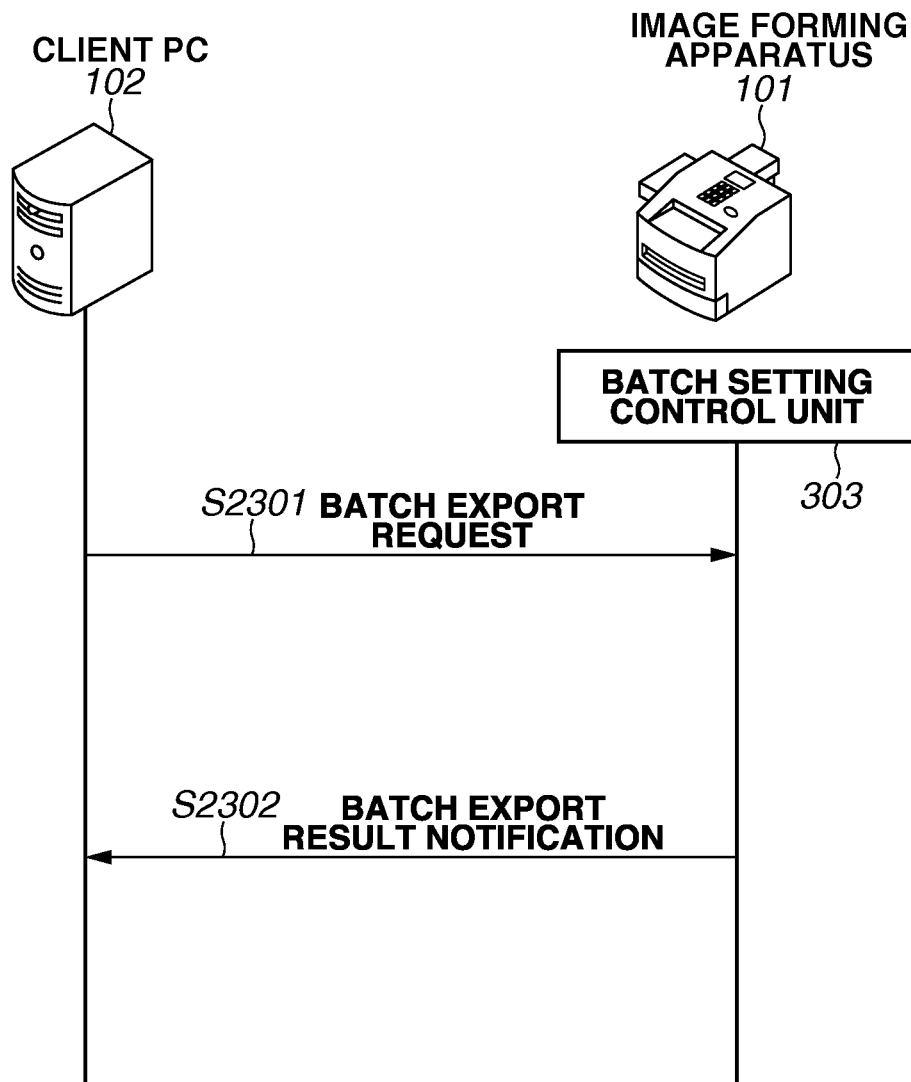 CLIENT PC
102
IMAGE FORMING
APPARATUS
101
BATCH SETTING
CONTROL UNIT
303
S2301
BATCH EXPORT
REQUEST
S2302
BATCH EXPORT
RESULT NOTIFICATION